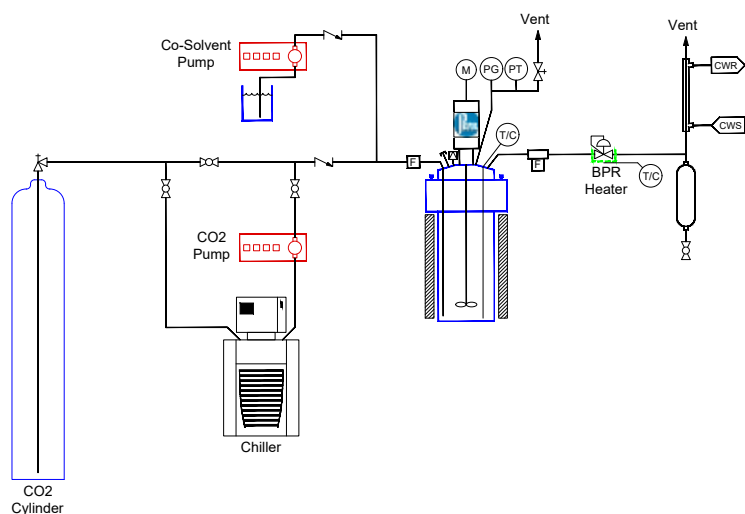 Vent
Vent
Co-Solvent
Pump
M
PG
PT
CWR
CWS
T/C
F
F
BPR
Heater
T/C
CO2
Pump
Chiller
CO2
Cylinder